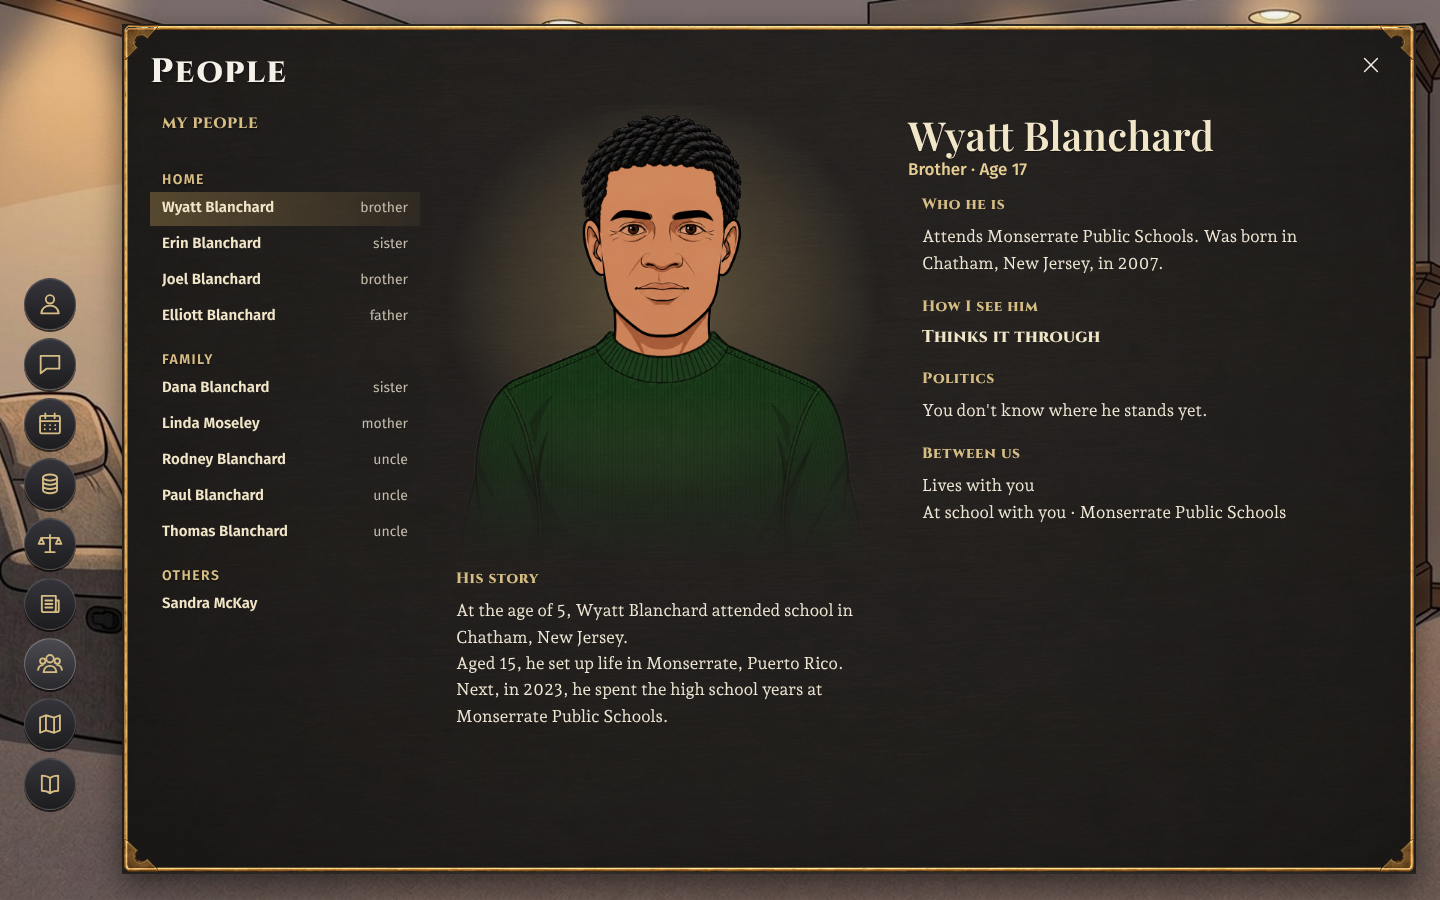 People
My People
HOME
Wyatt Blanchard brother
Erin Blanchard sister
Joel Blanchard brother
Elliott Blanchard father
FAMILY
Dana Blanchard sister
Linda Moseley mother
Rodney Blanchard uncle
Paul Blanchard uncle
Thomas Blanchard uncle
OTHERS
Sandra McKay
His story
At the age of 5, Wyatt Blanchard attended school in
Chatham, New Jersey.
Aged 15, he set up life in Monserrate, Puerto Rico.
Next, in 2023, he spent the high school years at
Monserrate Public Schools.
Wyatt Blanchard
Brother · Age 17
Who he is
Attends Monserrate Public Schools. Was born in
Chatham, New Jersey, in 2007.
How I see him
Thinks it through
Politics
You don't know where he stands yet.
Between us
Lives with you
At school with you · Monserrate Public Schools